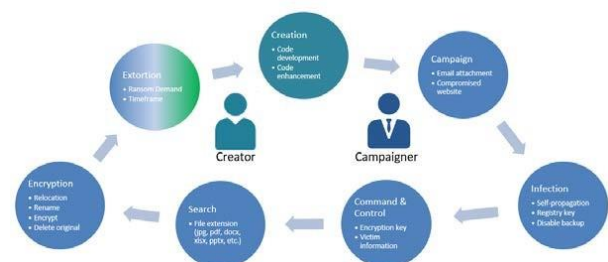 Creation
• Code
development
• Code
enhancement
Campaign
• Email attachment
• Compromised
website
Infection
• Self-propagation
• Registry key
• Disable backup
Command &
Control
• Encryption key
• Victim
information
Search
• File extension
(jpg, pdf, docx,
xlsx, pptx, etc.)
Encryption
• Relocation
• Rename
• Encrypt
• Delete original
Extortion
• Ransom Demand
• Timeframe
Creator
Campaigner